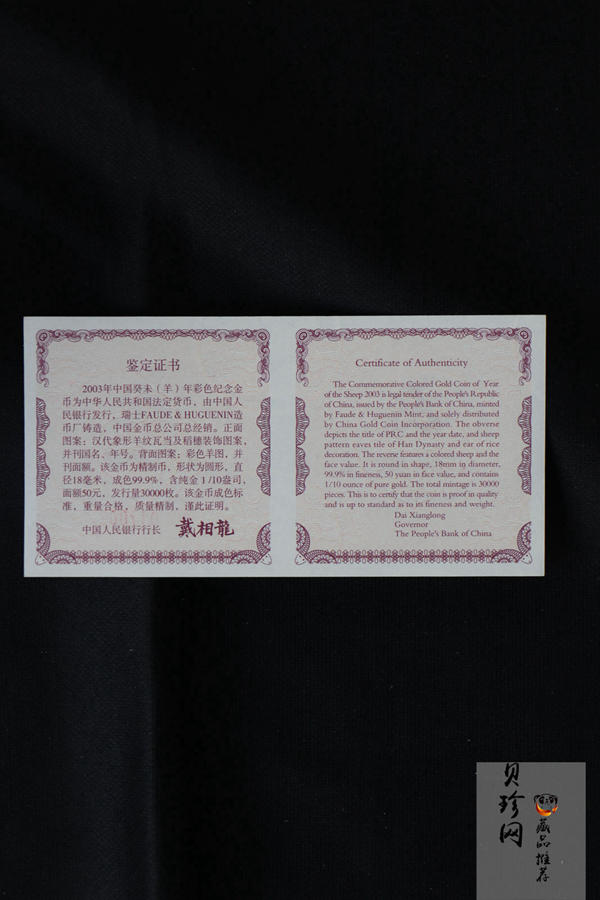 鉴定证书
2003年中国癸未（羊）年彩色纪念金
币为中华人民共和国法定货币，由中国人
民银行发行，瑞士FAUDE & HUGUENIN造
币厂铸造，中国金币总公司总经销。正面
图案：汉代象形羊纹瓦当及稻穗装饰图案，
并刊国名、年号。背面图案：彩色羊图，并
刊面额。该金币为精制币，形状为圆形，直
径18毫米，成色99.9%，含纯金 1/10盎司，
面额50元，发行量30000枚。该金币成色标
准，重量合格，质量精制，谨此证明。
中国人民银行行长 戴相龍
Certificate of Authenticity
The Commemorative Colored Gold Coin of Year
of the Sheep 2003 is legal tender of the People's Republic
of China, issued by the People's Bank of China, minted
by Faude & Huguenin Mint, and solely distributed
by China Gold Coin Incorporation. The obverse
depicts the title of PRC and the year date, and sheep
pattern eaves tile of Han Dynasty and ear of rice
decoration. The reverse features a colored sheep and the
face value. It is round in shape, 18mm in diameter,
99.9% in fineness, 50 yuan in face value, and contains
1/10 ounce of pure gold. The total mintage is 30000
pieces. This is to certify that the coin is proof in quality
and is up to standard as to its fineness and weight.
Dai Xianglong
Governor
The People's Bank of China
贝珍网
藏品推荐